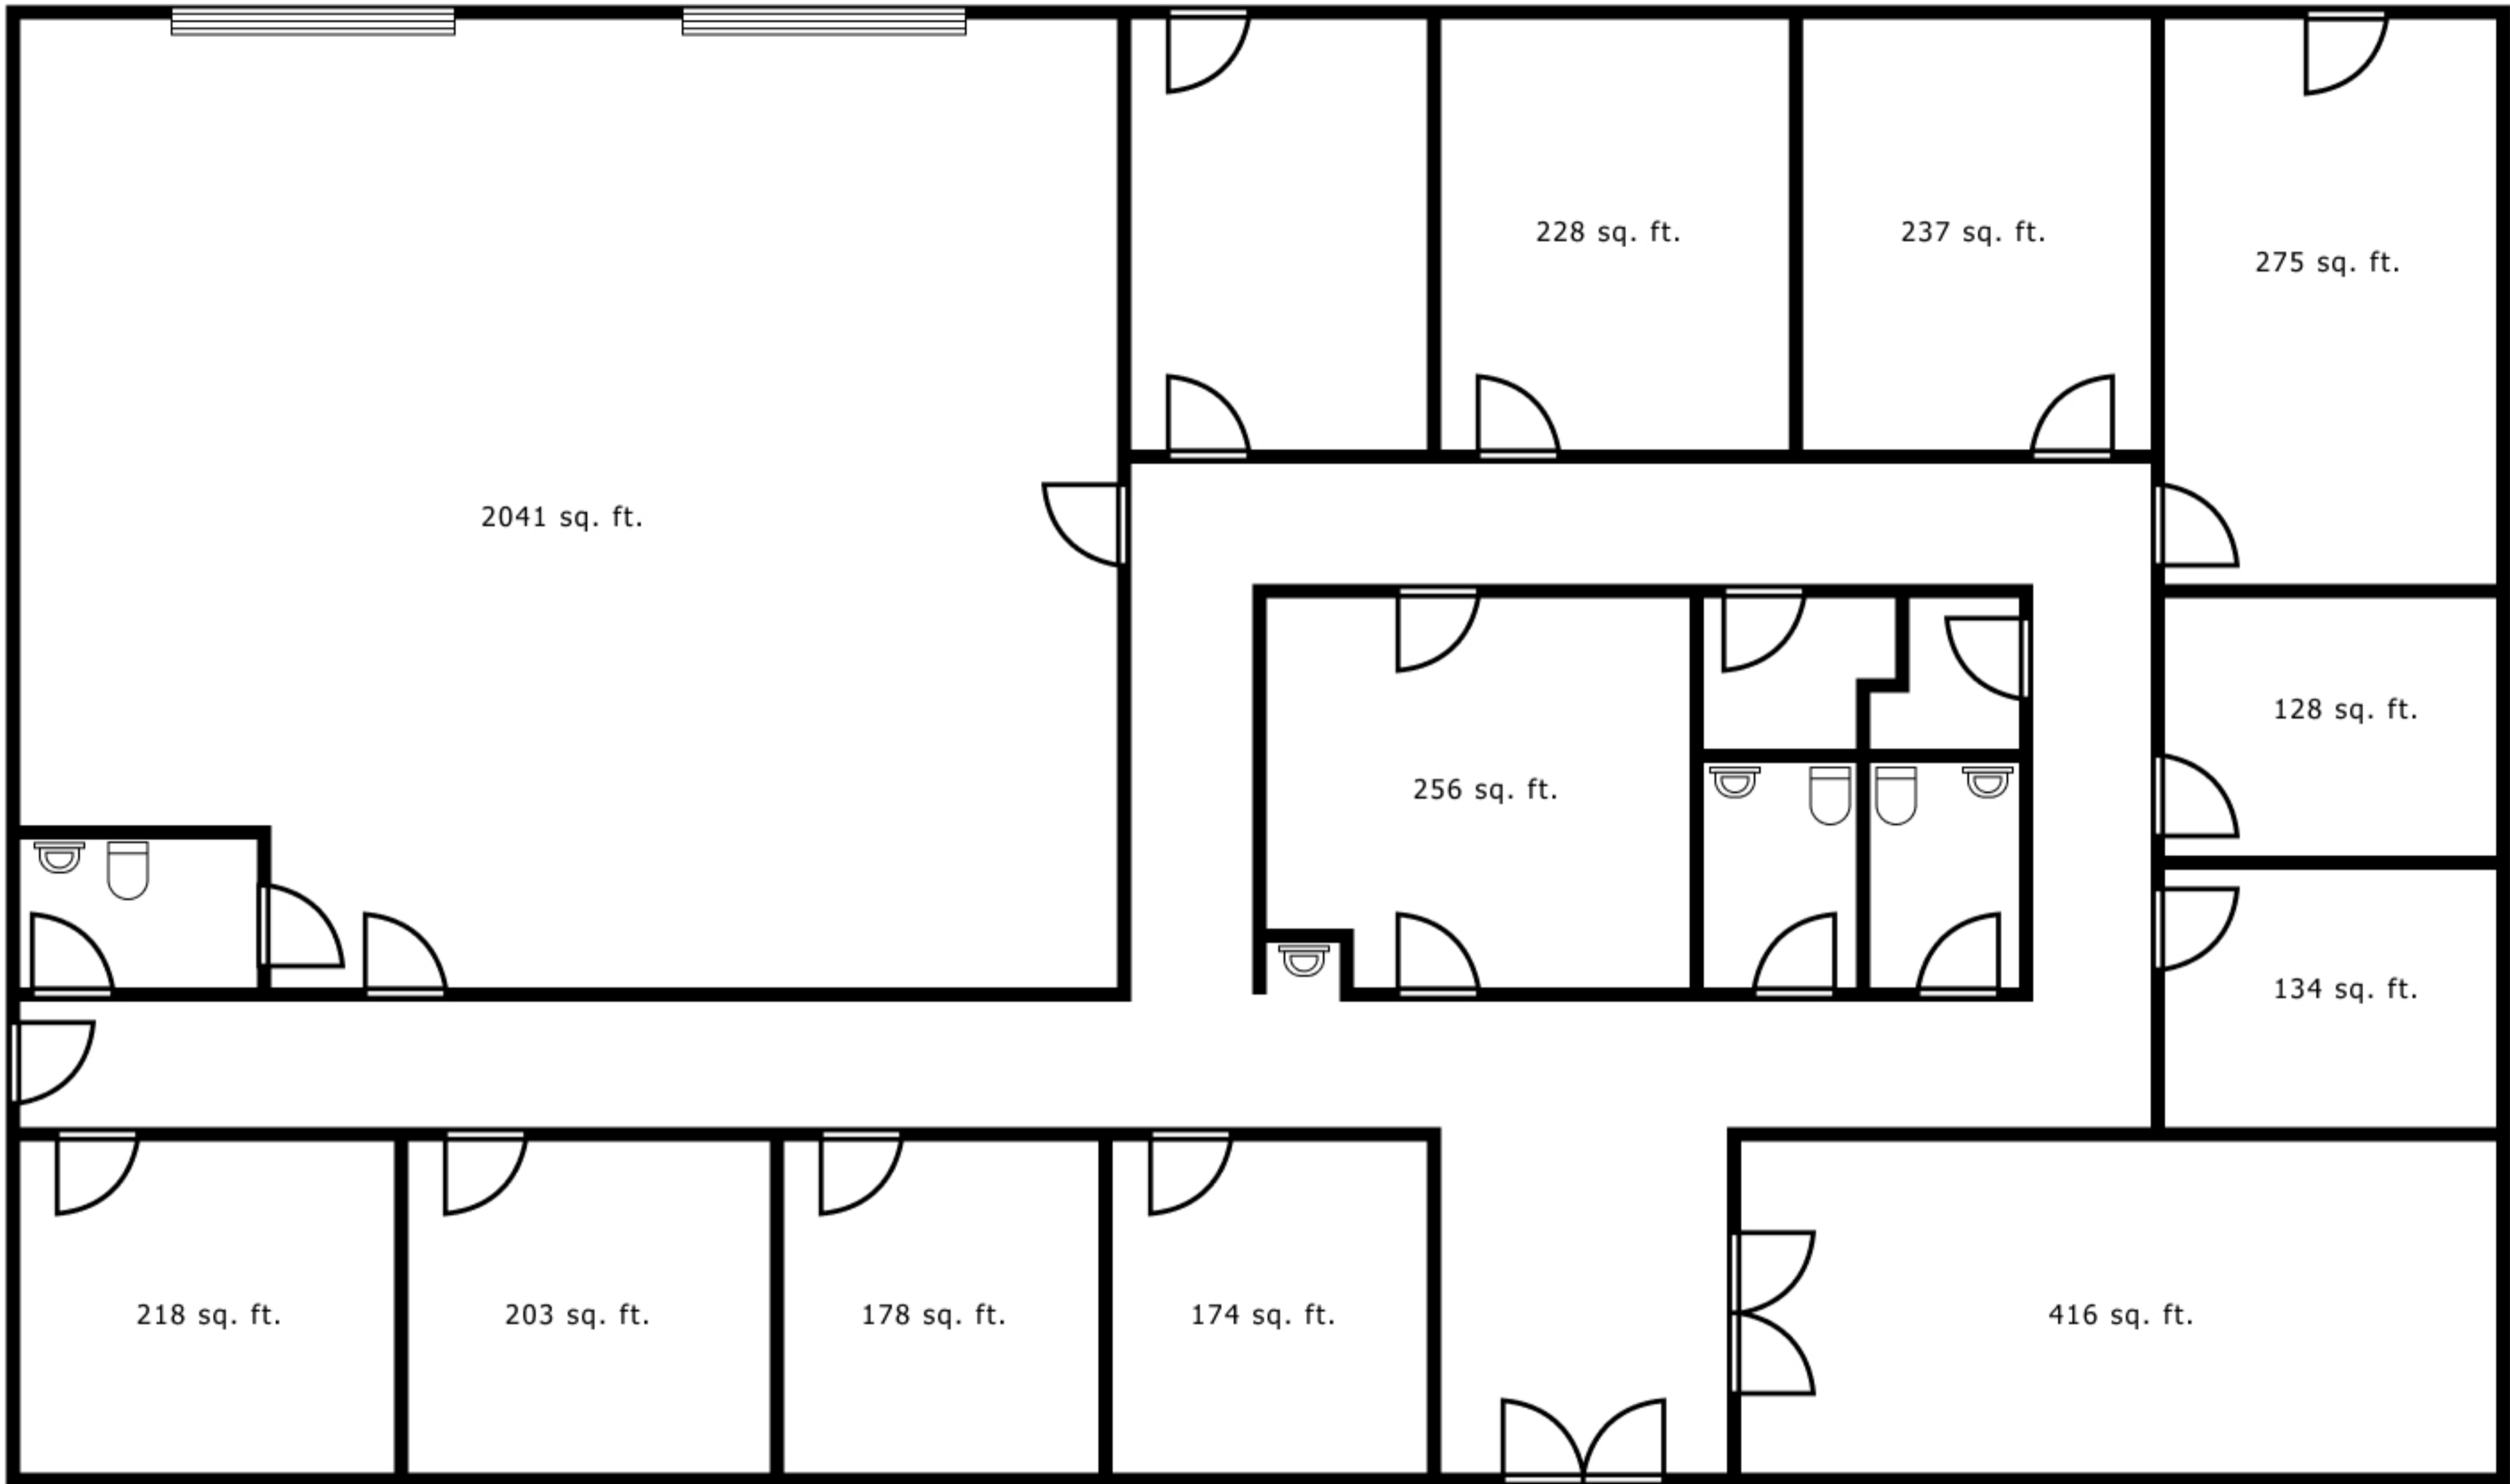 228 sq. ft.
237 sq. ft.
275 sq. ft.
2041 sq. ft.
128 sq. ft.
256 sq. ft.
134 sq. ft.
218 sq. ft.
203 sq. ft.
178 sq. ft.
174 sq. ft.
416 sq. ft.